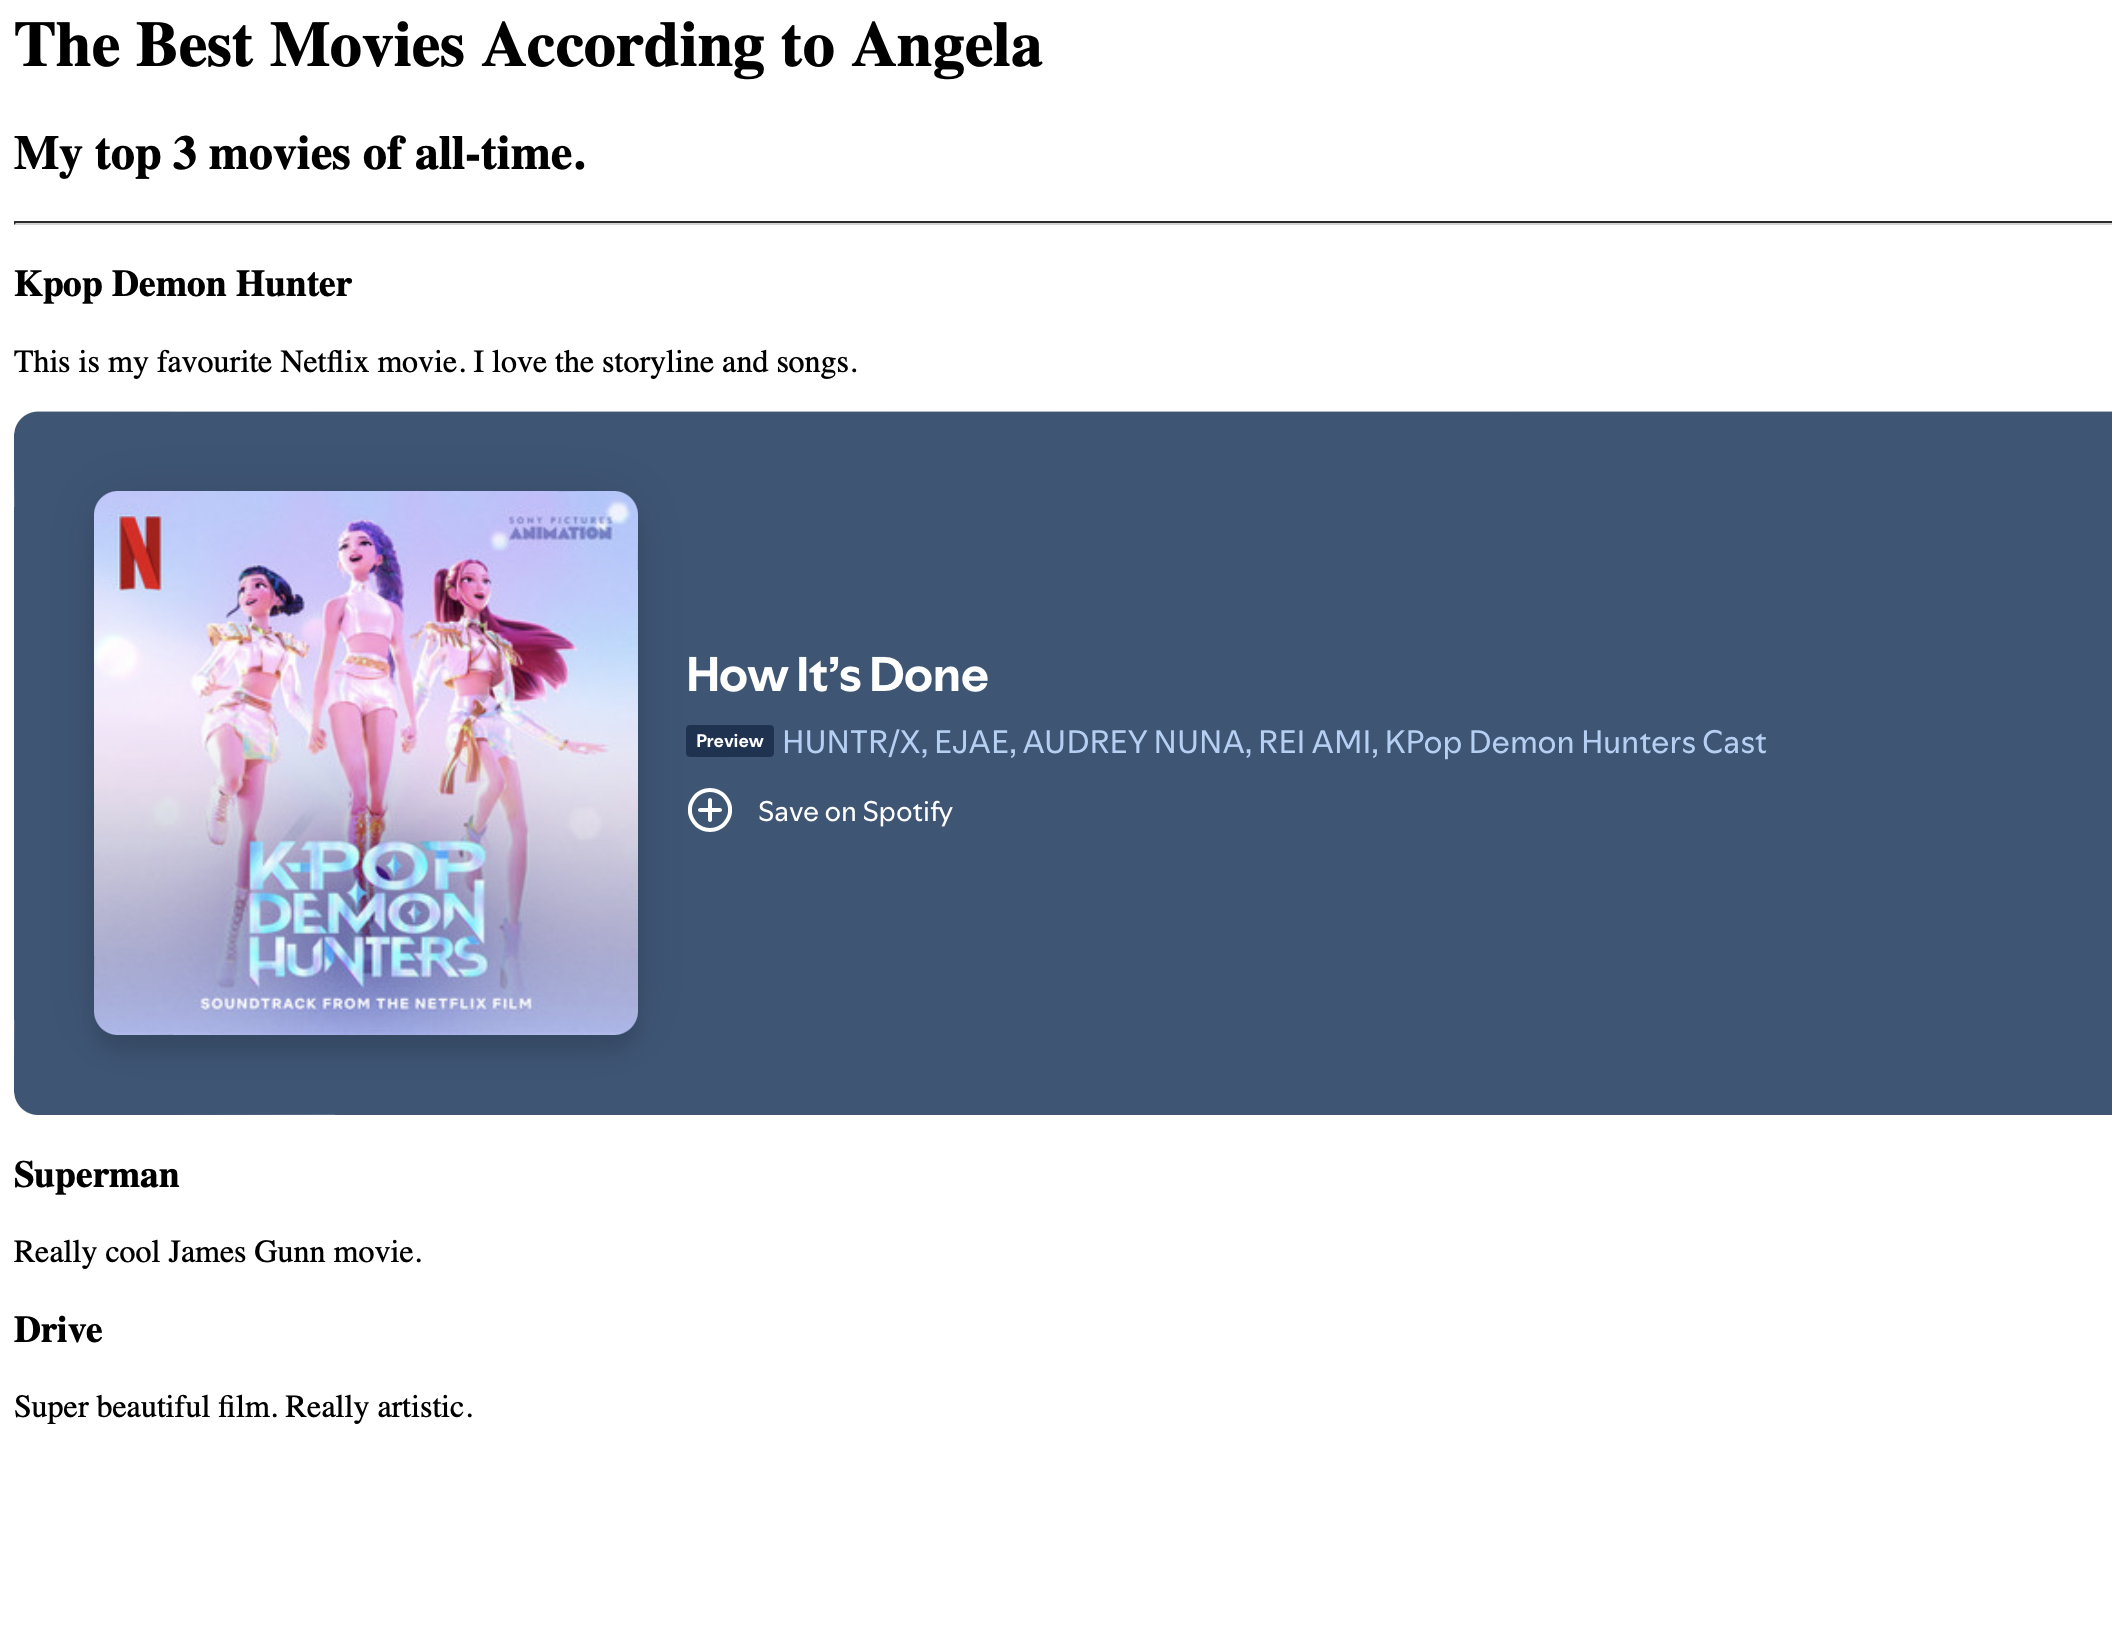 The Best Movies According to Angela
My top 3 movies of all-time.
Kpop Demon Hunter
This is my favourite Netflix movie. I love the storyline and songs.
N
SONY PICTURES
ANIMATION
K-POP
DEMON
HUNTERS
SOUNDTRACK FROM THE NETFLIX FILM
How It’s Done
Preview HUNTR/X, EJAE, AUDREY NUNA, REI AMI, KPop Demon Hunters Cast
Save on Spotify
Superman
Really cool James Gunn movie.
Drive
Super beautiful film. Really artistic.